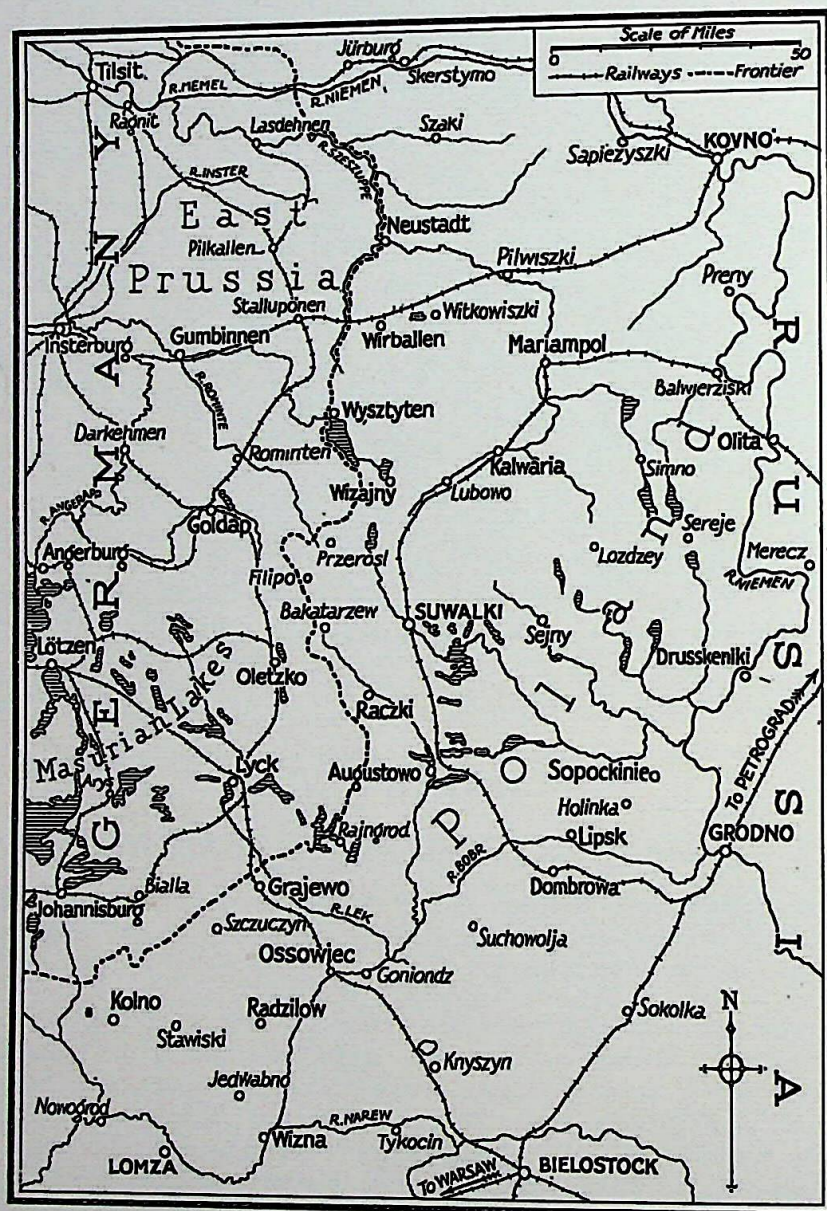 Scale of Miles
0 50
Railways Frontier
Jürburg
Skerstymo
Tilsit.
R. MEMEL
R. NIEMEN
Ragnit
Lasdehnen
Szaki
Sapiezyszki
KOVNO
R. SZESZUPPE
R. INSTER
East
Prussia
Neustadt
Pilkallen
Pilwiszki
Preny
Stallupönen
Witkowiszki
Wirballen
Insterburg
Gumbinnen
Mariampol
Balwierziski
R. ROMINTE
Wysztyten
Olita
Darkehmen
Rominten
Kalwaria
Simno
Wizajny
Lubowo
R. ANGERAP
Goldap
Sereje
Przerosl
Lozdzey
Merecz
Angerburg
Filipo
R. NIEMEN
Bakatarzew
SUWALKI
Sejny
Lötzen
Drusskeniki
Oletzko
Masurian Lakes
Raczki
To PETROGRAD
Lyck
Augustowo
Sopockinie
Holinka
Rajngrod
Lipsk
GRODNO
R. BOBR
Dombrowa
Johannisburg
Bialla
Grajewo
R. LEK
Szczuczyn
Suchowolja
Ossowiec
Goniondz
Kolno
Radzilow
Sokolka
N
Stawiski
Knyszyn
Jedwabno
Nowogrod
R. NAREW
Wizna
Tykocin
LOMZA
To WARSAW
BIELOSTOCK
GERMANY
Poland
RUSSIA